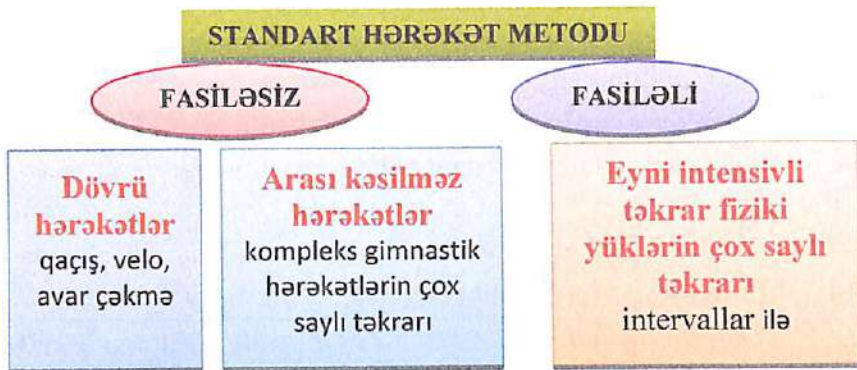 STANDART HƏRƏKƏT METODU
FASİLƏSİZ
FASİLƏLİ
Dövrü
hərəkətlər
qaçış, velo,
avar çəkmə
Arası kəsilməz
hərəkətlər
kompleks gimnastik
hərəkətlərin çox
saylı təkrarı
Eyni intensivli
təkrar fiziki
yüklərin çox saylı
təkrarı
intervallar ilə